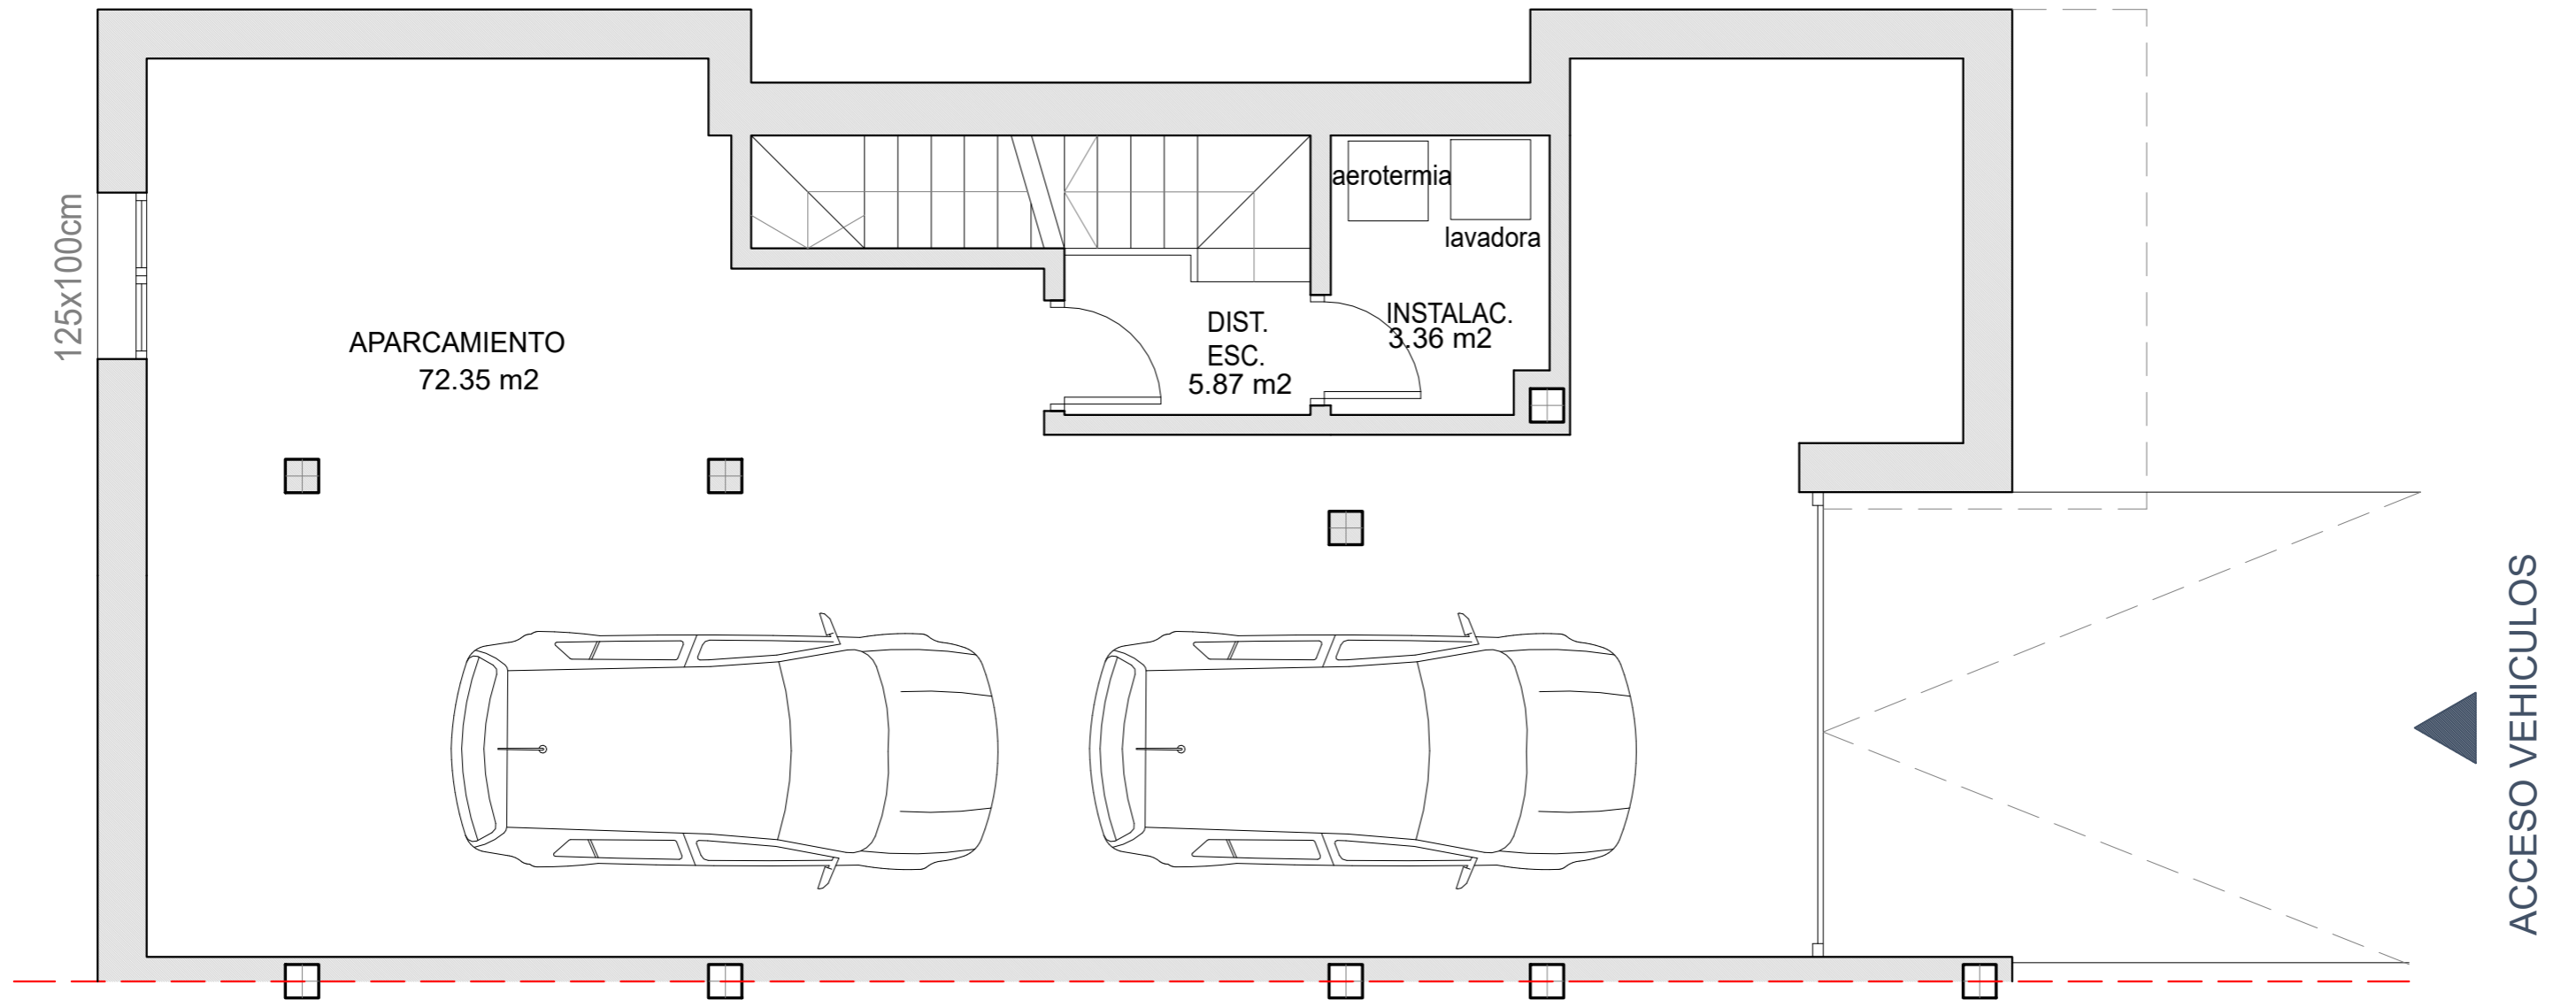 125x100cm
APARCAMIENTO
72.35 m2
aerotermia
lavadora
DIST.
ESC.
5.87 m2
INSTALAC.
3.36 m2
ACCESO VEHICULOS